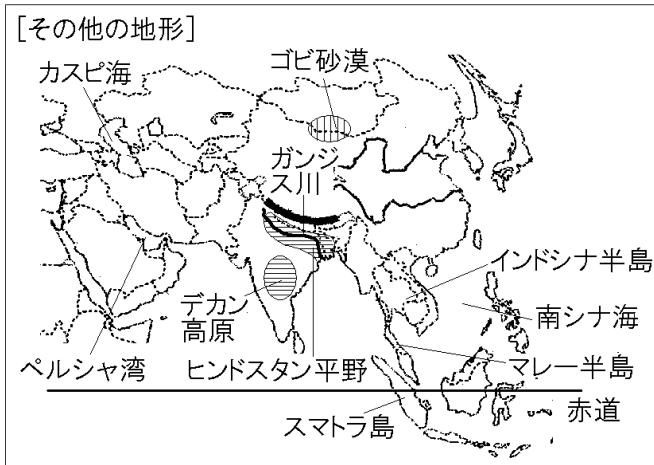 [その他の地形]
カスピ海
ゴビ砂漠
ガンジ
ス川
インドシナ半島
デカン
高原
南シナ海
ペルシャ湾
ヒンドスタン平野
マレー半島
赤道
スマトラ島